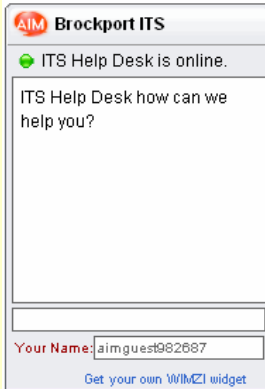 AIM Brockport ITS
ITS Help Desk is online.
ITS Help Desk how can we
help you?
Your Name: aimguest982687
Get your own WIMZI widget